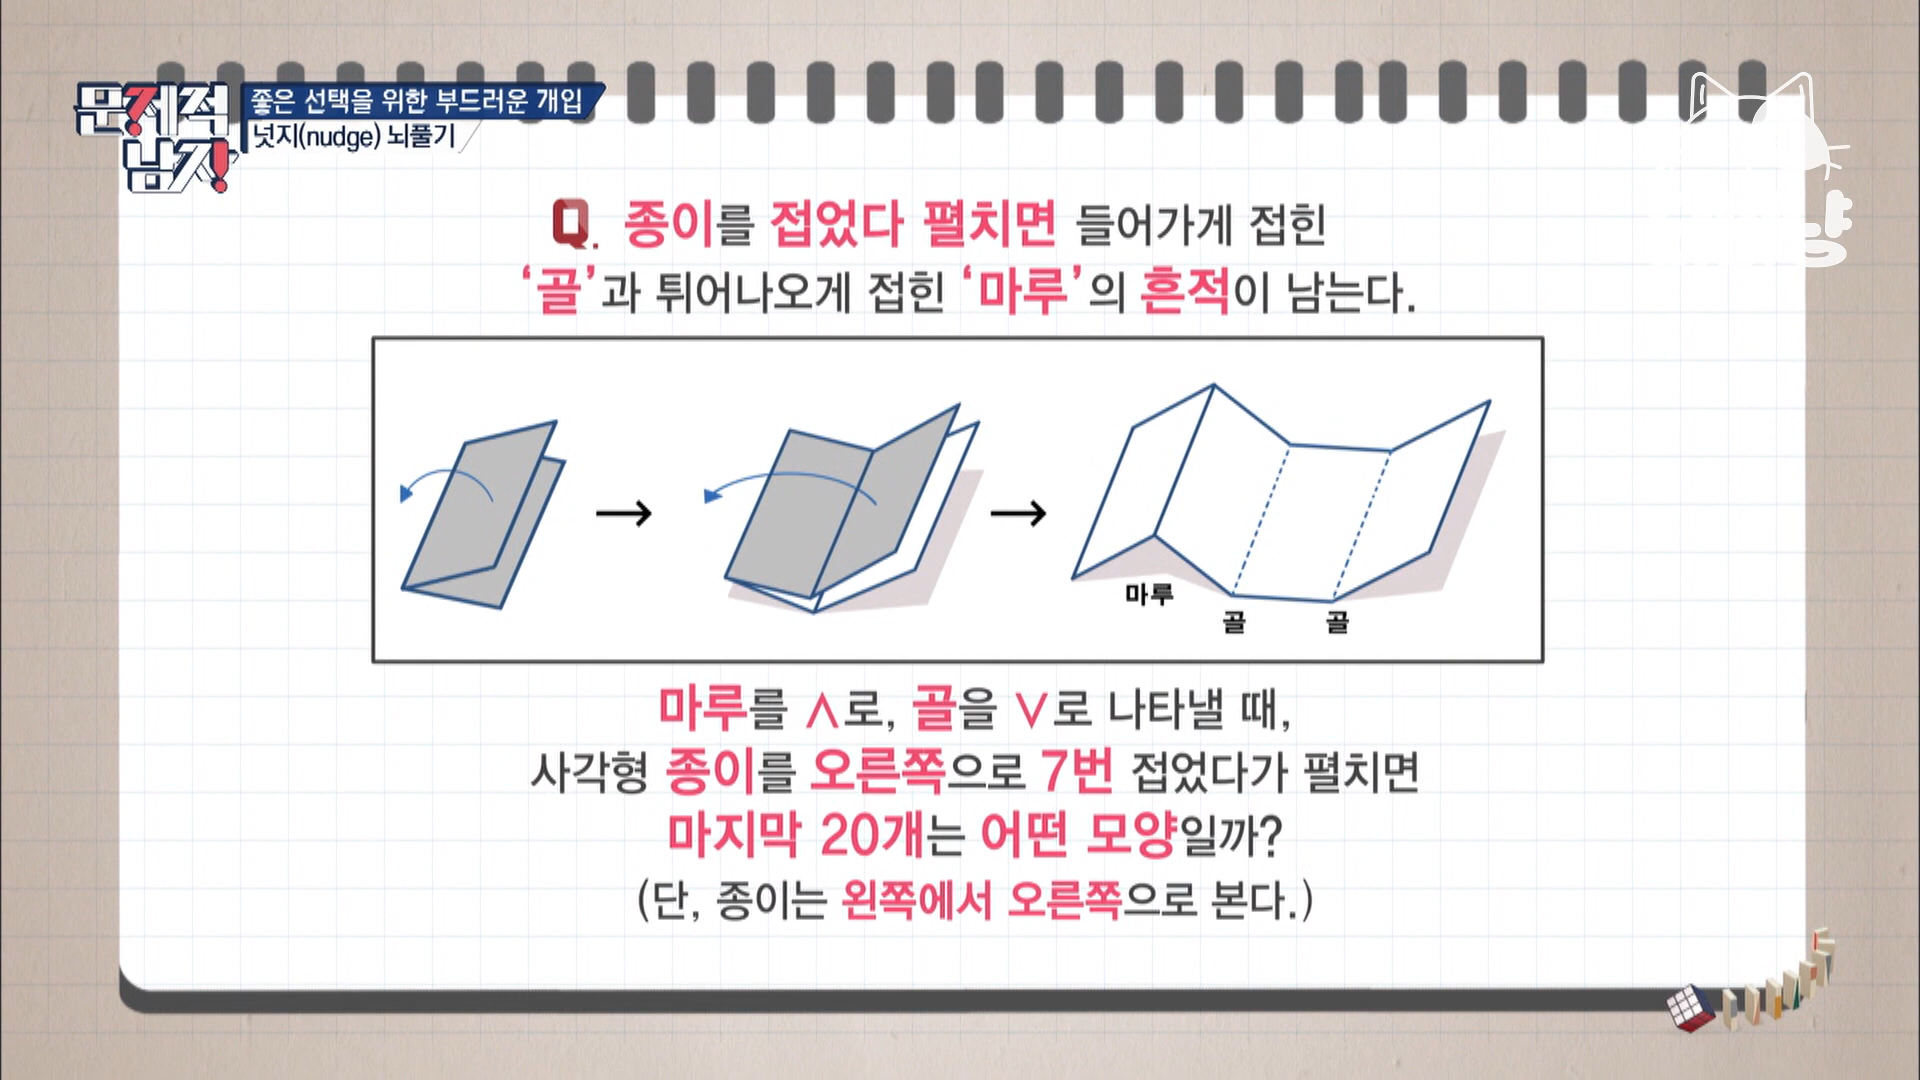 문제적
남자!
좋은 선택을 위한 부드러운 개입
넛지(nudge) 뇌풀기
Q. 종이를 접었다 펼치면 들어가게 접힌
‘골’과 튀어나오게 접힌 ‘마루’의 흔적이 남는다.
마루
골
골
마루를 ∧로, 골을 ∨로 나타낼 때,
사각형 종이를 오른쪽으로 7번 접었다가 펼치면
마지막 20개는 어떤 모양일까?
(단, 종이는 왼쪽에서 오른쪽으로 본다.)